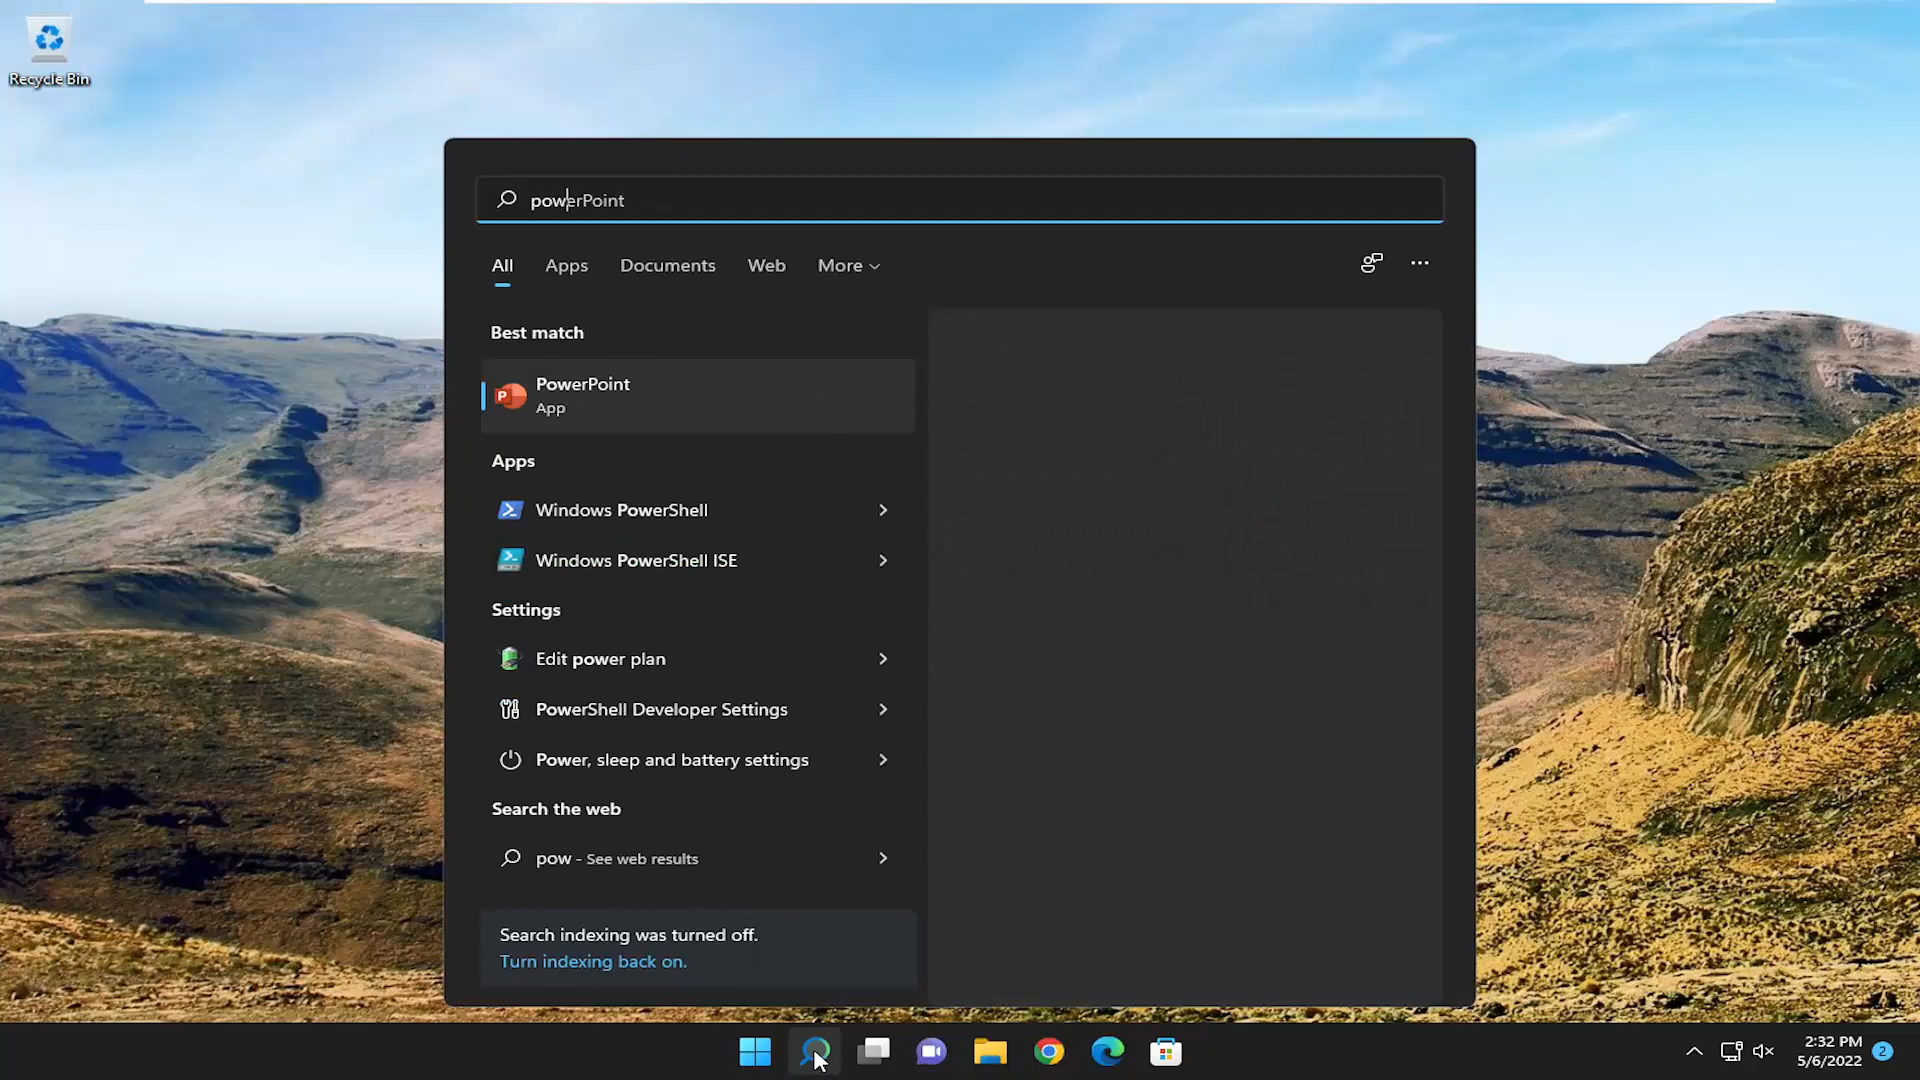 Recycle Bin
powerPoint
All Apps Documents Web More
Best match
PowerPoint
App
Apps
Windows PowerShell
Windows PowerShell ISE
Settings
Edit power plan
PowerShell Developer Settings
Power, sleep and battery settings
Search the web
pow - See web results
Search indexing was turned off.
Turn indexing back on.
2:32 PM
5/6/2022
2